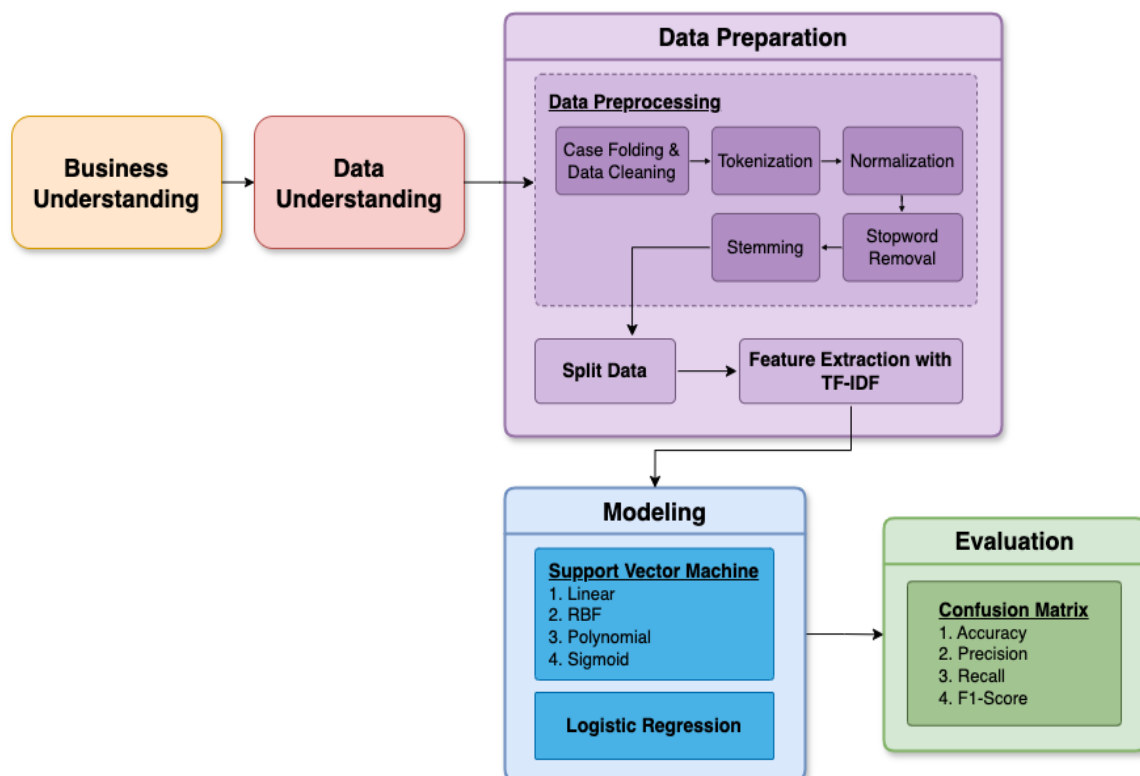 Data Preparation
Data Preprocessing
Business
Understanding
Data
Understanding
Case Folding &
Data Cleaning
Tokenization
Normalization
Stopword
Removal
Stemming
Split Data
Feature Extraction with
TF-IDF
Modeling
Support Vector Machine
1. Linear
2. RBF
3. Polynomial
4. Sigmoid
Logistic Regression
Evaluation
Confusion Matrix
1. Accuracy
2. Precision
3. Recall
4. F1-Score